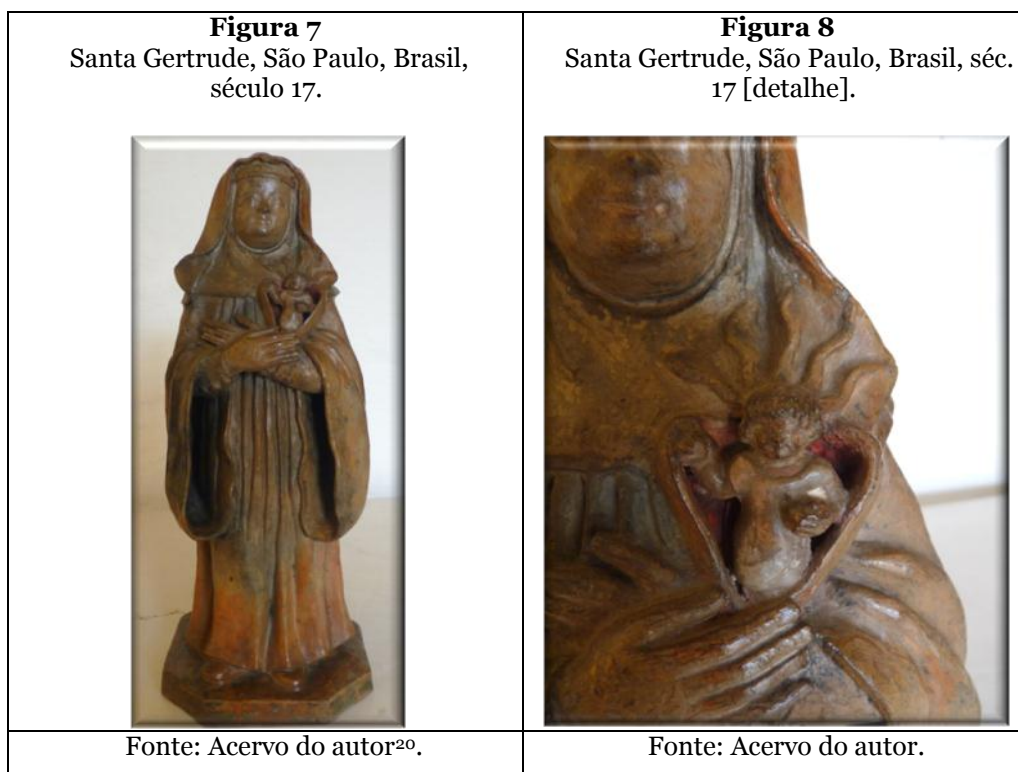 Figura 7
Santa Gertrude, São Paulo, Brasil,
século 17.
Figura 8
Santa Gertrude, São Paulo, Brasil, séc.
17 [detalhe].
Fonte: Acervo do autor²⁰.
Fonte: Acervo do autor.